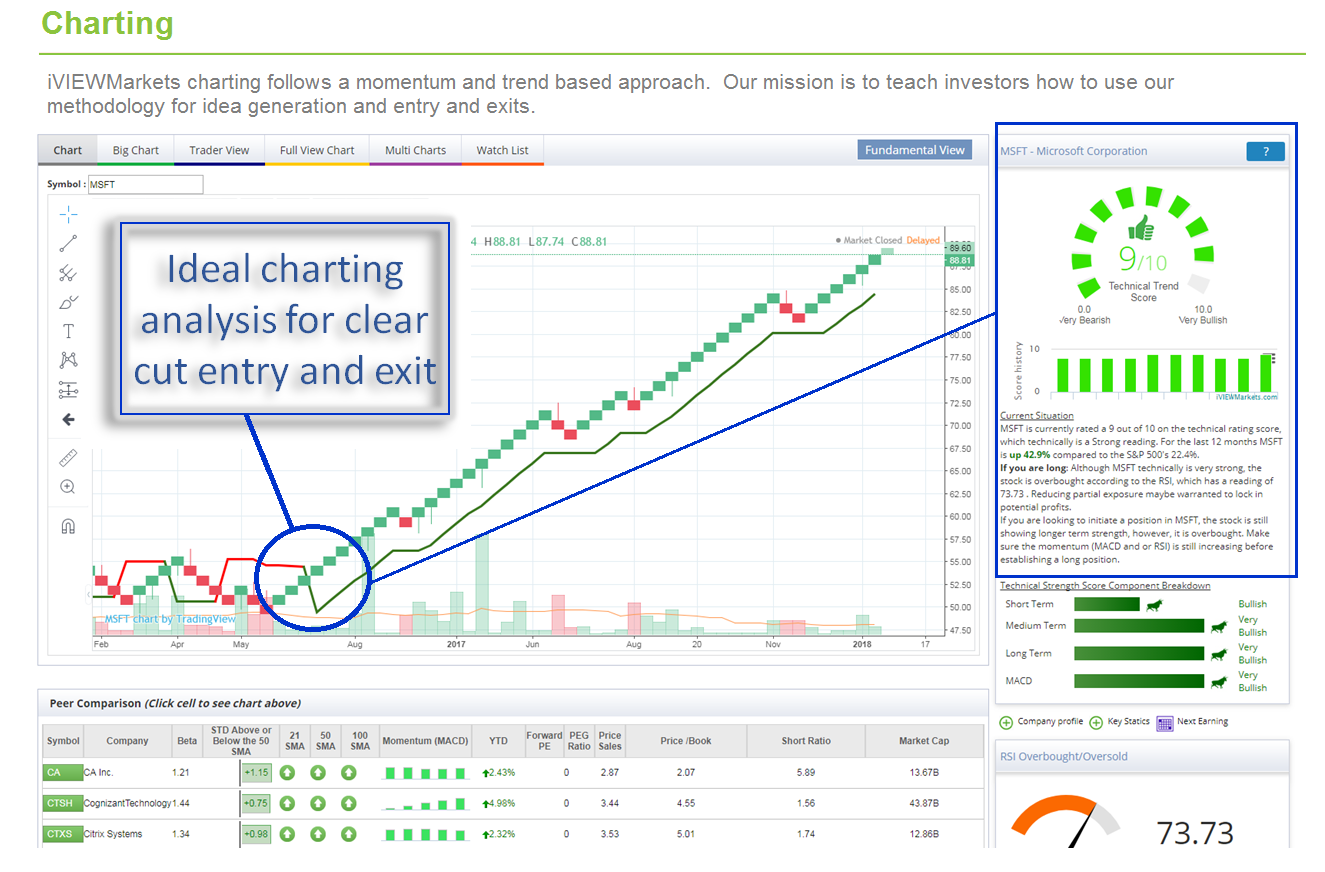 Charting
iVIEWMarkets charting follows a momentum and trend based approach.  Our mission is to teach investors how to use our
methodology for idea generation and entry and exits.
Chart Big Chart Trader View Full View Chart Multi Charts Watch List Fundamental View
Symbol : MSFT
4 H88.81 L87.74 C88.81
Market Closed Delayed
Ideal charting
analysis for clear
cut entry and exit
89.60
88.81
87.50
85.00
82.50
80.00
77.50
75.00
72.50
70.00
67.50
65.00
62.50
60.00
57.50
55.00
52.50
50.00
47.50
MSFT chart by TradingView
Feb Apr May Aug 2017 Jun Aug 20 Nov 2018 17
MSFT - Microsoft Corporation ?
9/10
Technical Trend
Score
0.0 10.0
Very Bearish Very Bullish
Score history
10
0
iVIEWMarkets.com
Current Situation
MSFT is currently rated a 9 out of 10 on the technical rating score,
which technically is a Strong reading. For the last 12 months MSFT
is up 42.9% compared to the S&P 500's 22.4%.
If you are long: Although MSFT technically is very strong, the
stock is overbought according to the RSI, which has a reading of
73.73 . Reducing partial exposure maybe warranted to lock in
potential profits.
If you are looking to initiate a position in MSFT, the stock is still
showing longer term strength, however, it is overbought. Make
sure the momentum (MACD and or RSI) is still increasing before
establishing a long position.
Technical Strength Score Component Breakdown
Short Term Bullish
Medium Term Very
Bullish
Long Term Very
Bullish
MACD Very
Bullish
Company profile Key Statics Next Earning
RSI Overbought/Oversold
73.73
Peer Comparison (Click cell to see chart above)
Symbol Company Beta STD Above or Below the 50 SMA 21 SMA 50 SMA 100 SMA Momentum (MACD) YTD Forward PE PEG Ratio Price Sales Price /Book Short Ratio Market Cap
CA CA Inc. 1.21 +1.15 2.43% 0 2.87 2.07 5.89 13.67B
CTSH CognizantTechnology 1.44 +0.75 4.98% 0 3.44 4.55 1.56 43.87B
CTXS Citrix Systems 1.34 +0.98 2.32% 0 3.53 5.01 1.74 12.86B